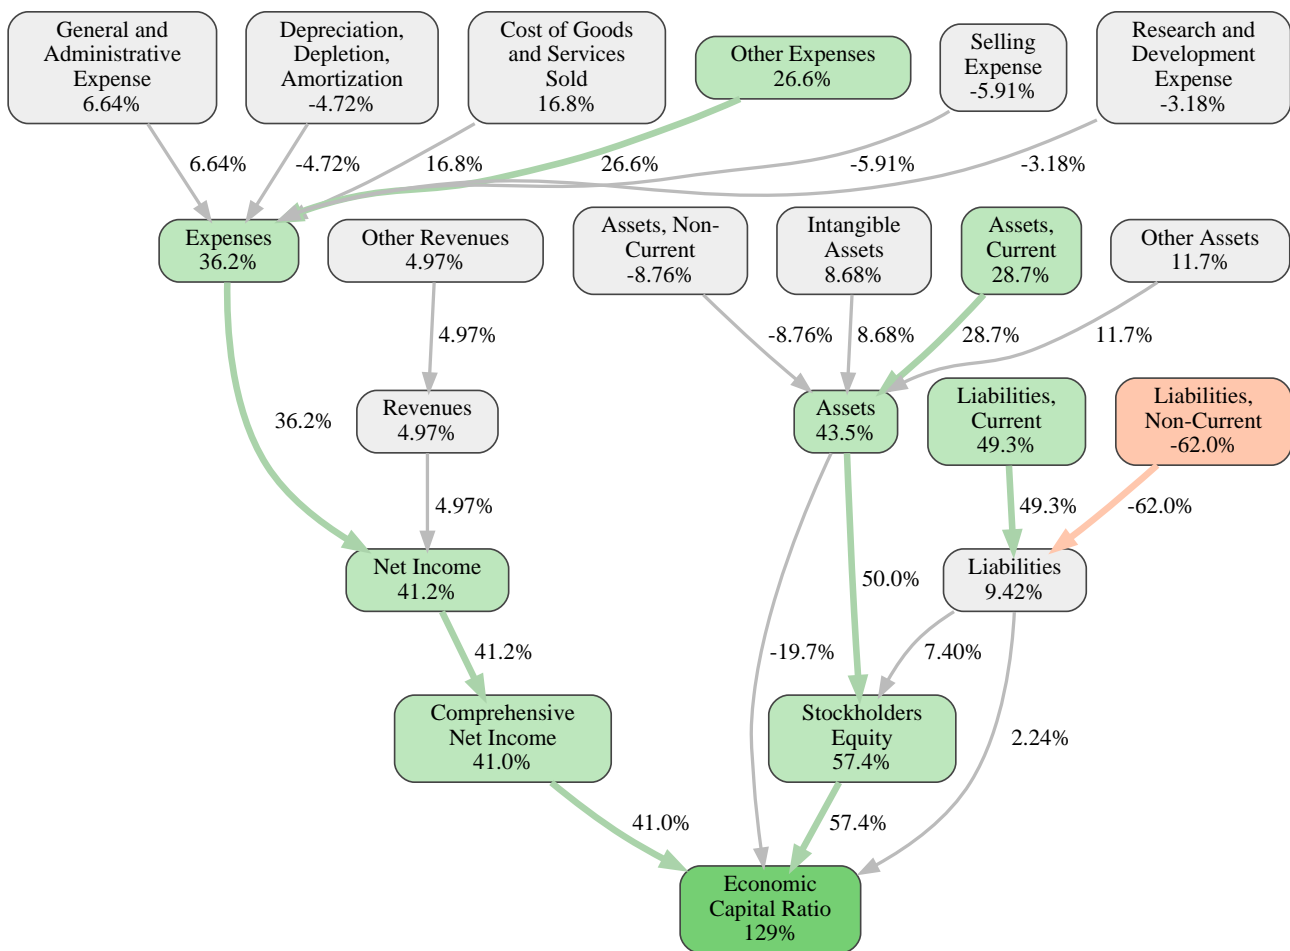 General and
Administrative
Expense
6.64%
Depreciation,
Depletion,
Amortization
-4.72%
Cost of Goods
and Services
Sold
16.8%
Other Expenses
26.6%
Selling
Expense
-5.91%
Research and
Development
Expense
-3.18%
6.64%
-4.72%
16.8%
26.6%
-5.91%
-3.18%
Expenses
36.2%
Other Revenues
4.97%
Assets, Non-
Current
-8.76%
Intangible
Assets
8.68%
Assets,
Current
28.7%
Other Assets
11.7%
4.97%
-8.76%
8.68%
28.7%
11.7%
36.2%
Revenues
4.97%
Assets
43.5%
Liabilities,
Current
49.3%
Liabilities,
Non-Current
-62.0%
4.97%
49.3%
-62.0%
Net Income
41.2%
50.0%
Liabilities
9.42%
41.2%
-19.7%
7.40%
Comprehensive
Net Income
41.0%
Stockholders
Equity
57.4%
2.24%
41.0%
57.4%
Economic
Capital Ratio
129%